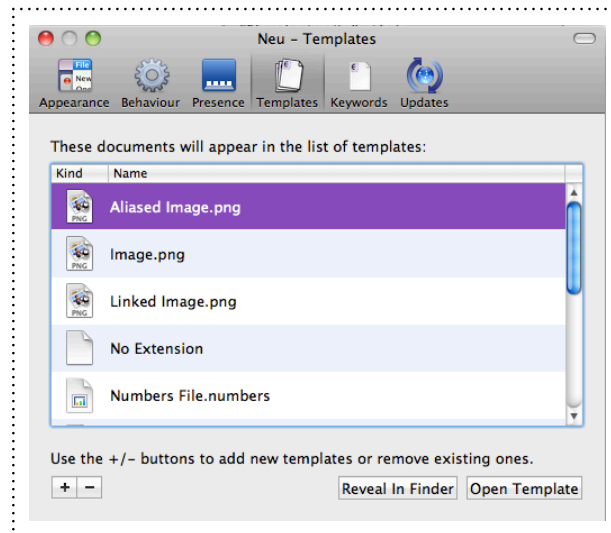 Neu – Templates
File
New
Appearance Behaviour Presence Templates Keywords Updates
These documents will appear in the list of templates:
Kind Name
PNG Aliased Image.png
PNG Image.png
PNG Linked Image.png
No Extension
Numbers File.numbers
Use the +/– buttons to add new templates or remove existing ones.
+ – Reveal In Finder Open Template